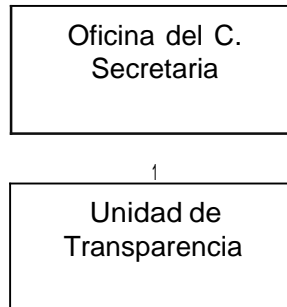 Oficina del C.
Secretaria
1
Unidad de
Transparencia